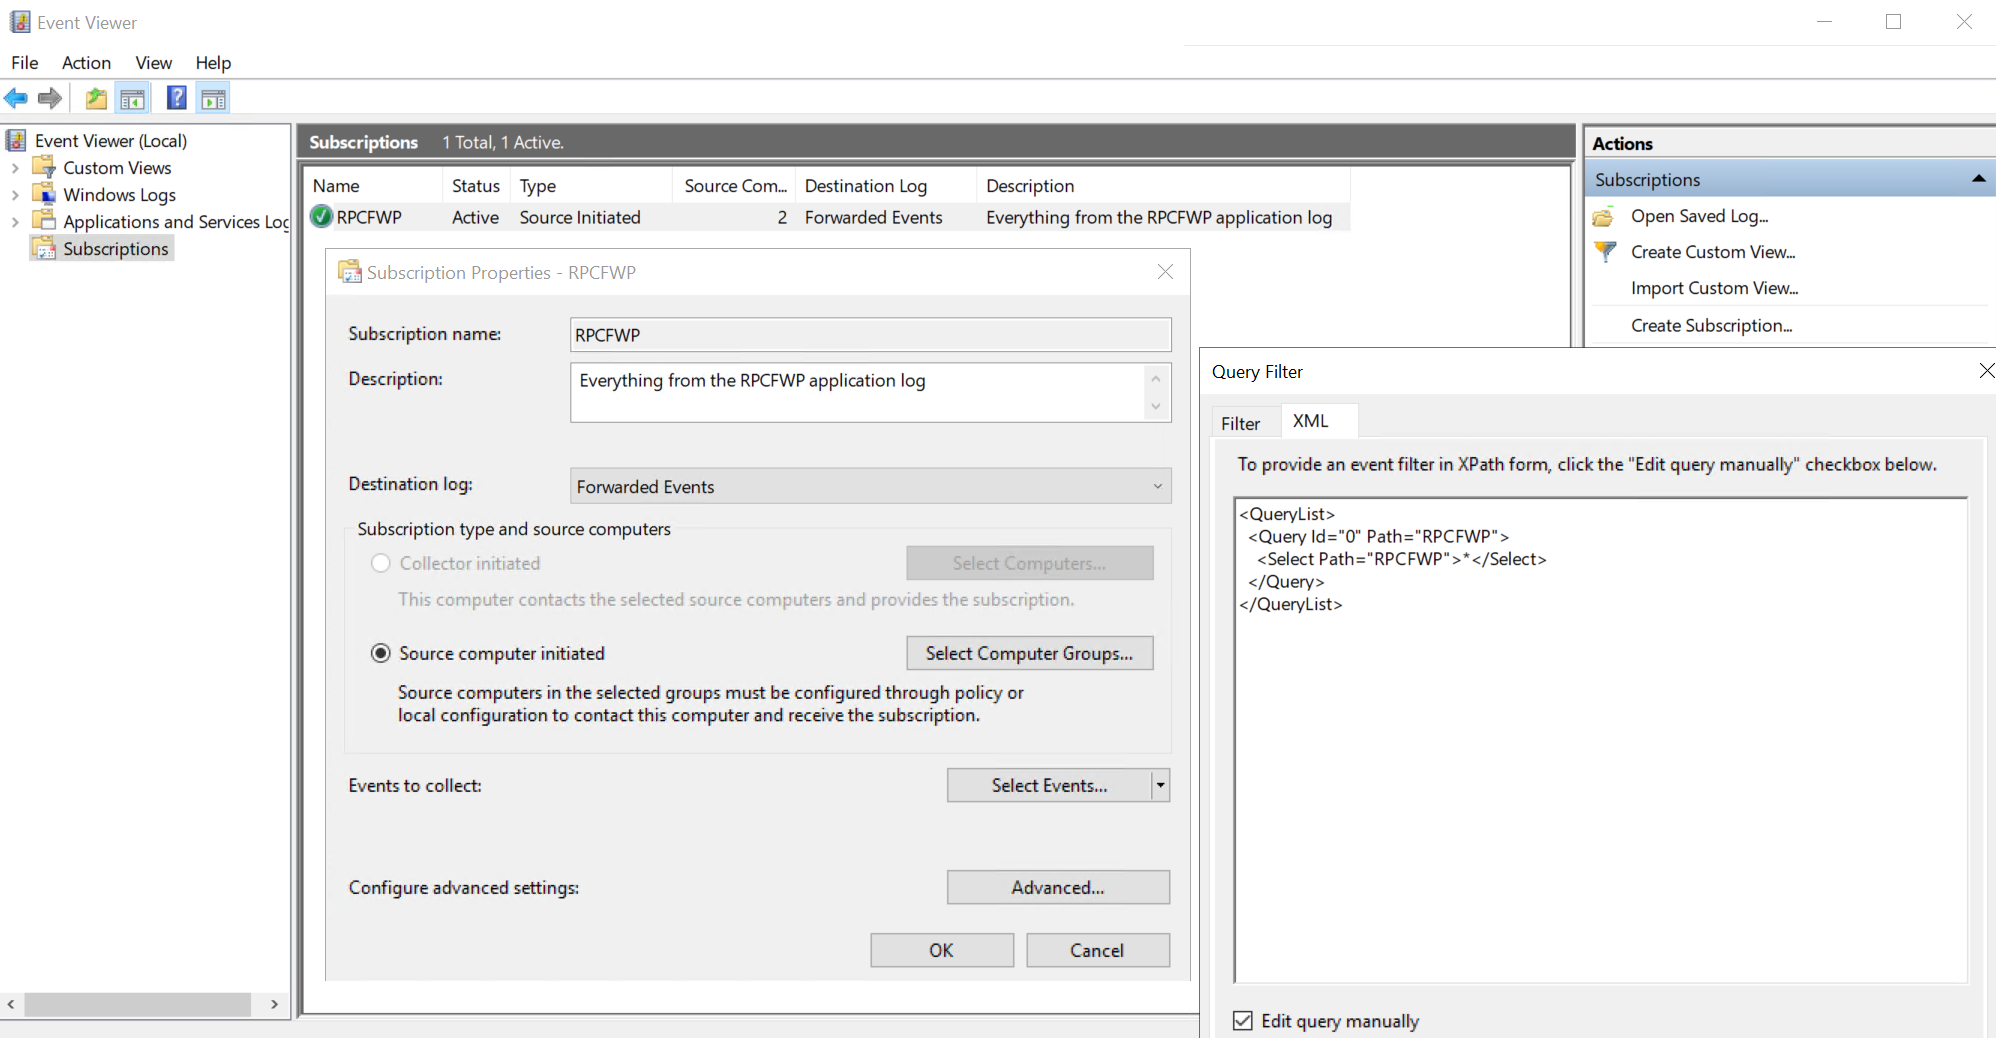 Event Viewer
File Action View Help
Event Viewer (Local)
Custom Views
Windows Logs
Applications and Services Log
Subscriptions
Subscriptions 1 Total, 1 Active.
Name Status Type Source Com... Destination Log Description
RPCFWP Active Source Initiated 2 Forwarded Events Everything from the RPCFWP application log
Subscription Properties - RPCFWP
Subscription name: RPCFWP
Description: Everything from the RPCFWP application log
Destination log: Forwarded Events
Subscription type and source computers
Collector initiated Select Computers...
This computer contacts the selected source computers and provides the subscription.
Source computer initiated Select Computer Groups...
Source computers in the selected groups must be configured through policy or
local configuration to contact this computer and receive the subscription.
Events to collect: Select Events...
Configure advanced settings: Advanced...
OK Cancel
Actions
Subscriptions
Open Saved Log...
Create Custom View...
Import Custom View...
Create Subscription...
Query Filter
Filter XML
To provide an event filter in XPath form, click the "Edit query manually" checkbox below.
<QueryList>
<Query Id="0" Path="RPCFWP">
<Select Path="RPCFWP">*</Select>
</Query>
</QueryList>
Edit query manually